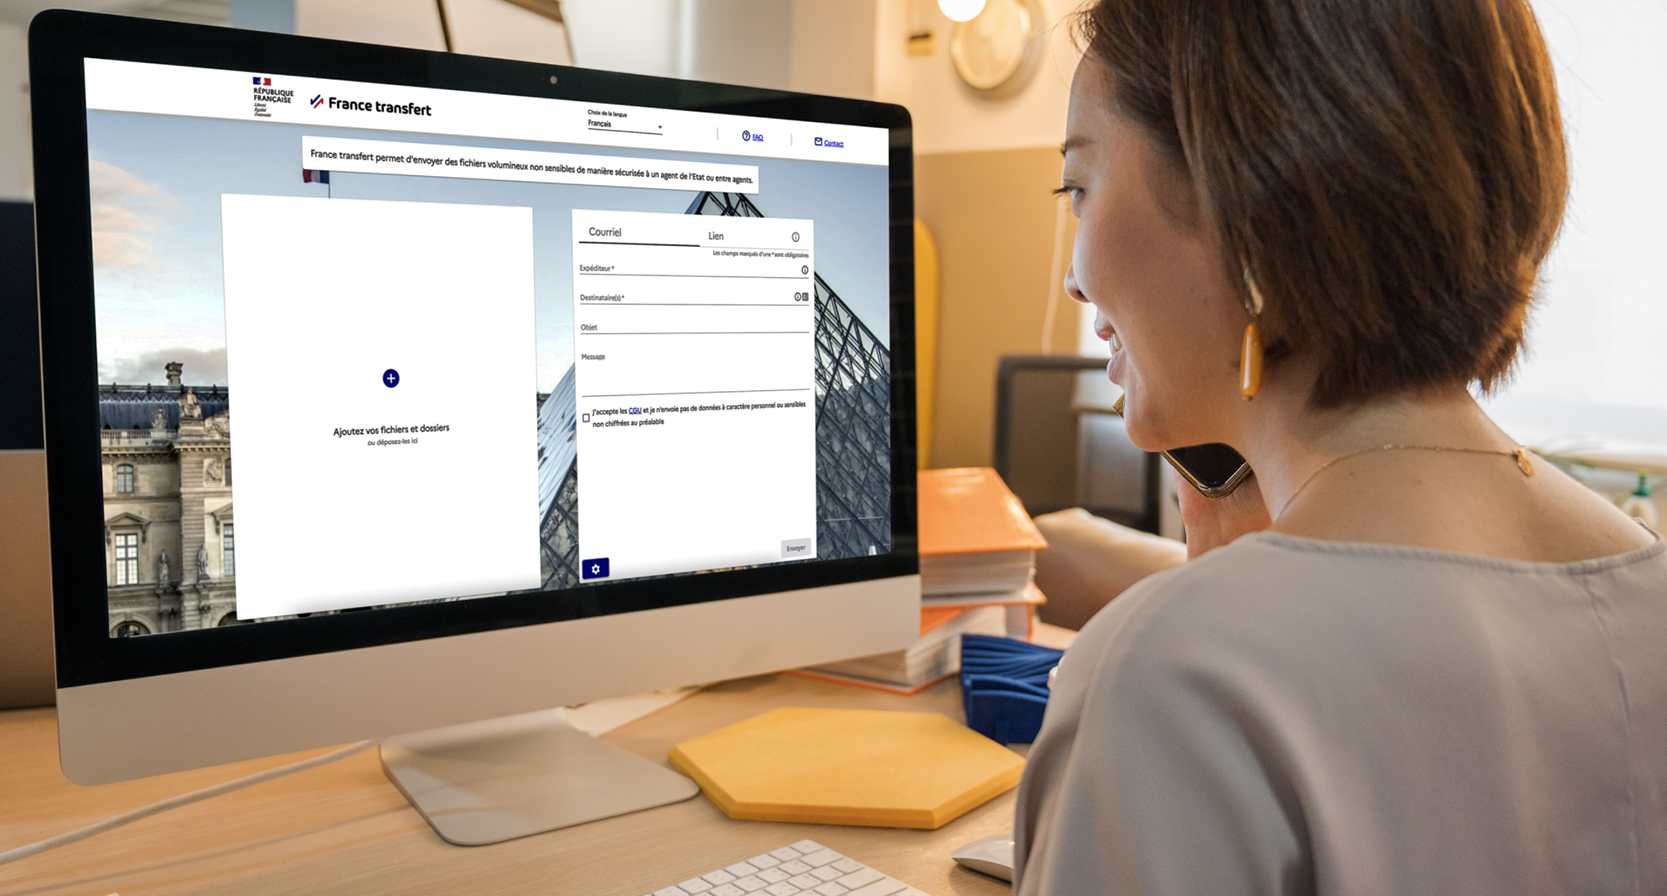 RÉPUBLIQUE
FRANÇAISE
Liberté
Égalité
Fraternité
France transfert
Choix de la langue
Français
FAQ
Contact
France transfert permet d'envoyer des fichiers volumineux non sensibles de manière sécurisée à un agent de l'Etat ou entre agents.
Ajoutez vos fichiers et dossiers
ou déposez-les ici
Courriel
Lien
Les champs marqués d'une * sont obligatoires
Expéditeur *
Destinataire(s) *
Objet
Message
J'accepte les CGU et je n'envoie pas de données à caractère personnel ou sensibles
non chiffrées au préalable
Envoyer